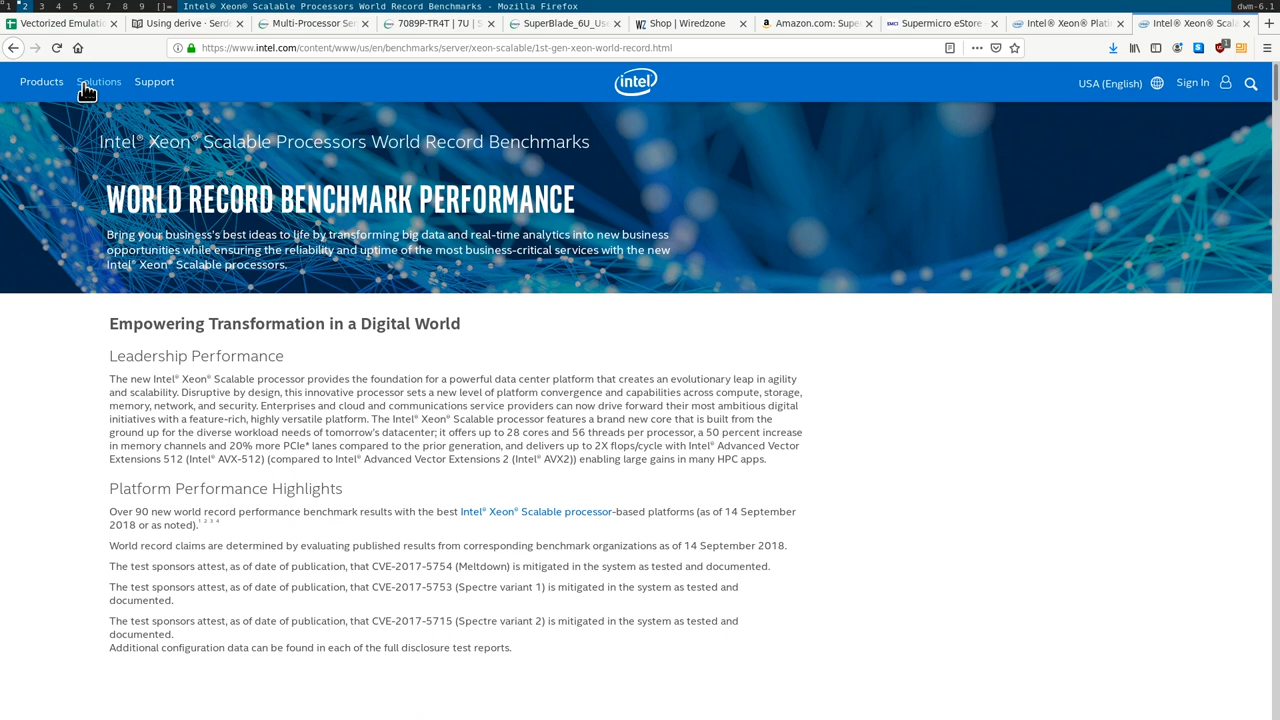 1 2 3 4 5 6 7 8 9 []= Intel® Xeon® Scalable Processors World Record Benchmarks - Mozilla Firefox dwm-6.1
Vectorized Emulati Using derive · Serd Multi-Processor Ser 7089P-TR4T | 7U | S SuperBlade_6U_Use Shop | Wiredzone Amazon.com: Supe Supermicro eStore Intel® Xeon® Plati Intel® Xeon® Scala
https://www.intel.com/content/www/us/en/benchmarks/server/xeon-scalable/1st-gen-xeon-world-record.html
Products Solutions Support intel USA (English) Sign In
Intel® Xeon® Scalable Processors World Record Benchmarks
WORLD RECORD BENCHMARK PERFORMANCE
Bring your business's best ideas to life by transforming big data and real-time analytics into new business
opportunities while ensuring the reliability and uptime of the most business-critical services with the new
Intel® Xeon® Scalable processors.
Empowering Transformation in a Digital World
Leadership Performance
The new Intel® Xeon® Scalable processor provides the foundation for a powerful data center platform that creates an evolutionary leap in agility
and scalability. Disruptive by design, this innovative processor sets a new level of platform convergence and capabilities across compute, storage,
memory, network, and security. Enterprises and cloud and communications service providers can now drive forward their most ambitious digital
initiatives with a feature-rich, highly versatile platform. The Intel® Xeon® Scalable processor features a brand new core that is built from the
ground up for the diverse workload needs of tomorrow's datacenter; it offers up to 28 cores and 56 threads per processor, a 50 percent increase
in memory channels and 20% more PCIe* lanes compared to the prior generation, and delivers up to 2X flops/cycle with Intel® Advanced Vector
Extensions 512 (Intel® AVX-512) (compared to Intel® Advanced Vector Extensions 2 (Intel® AVX2)) enabling large gains in many HPC apps.
Platform Performance Highlights
Over 90 new world record performance benchmark results with the best Intel® Xeon® Scalable processor-based platforms (as of 14 September
2018 or as noted).1 2 3 4
World record claims are determined by evaluating published results from corresponding benchmark organizations as of 14 September 2018.
The test sponsors attest, as of date of publication, that CVE-2017-5754 (Meltdown) is mitigated in the system as tested and documented.
The test sponsors attest, as of date of publication, that CVE-2017-5753 (Spectre variant 1) is mitigated in the system as tested and
documented.
The test sponsors attest, as of date of publication, that CVE-2017-5715 (Spectre variant 2) is mitigated in the system as tested and
documented.
Additional configuration data can be found in each of the full disclosure test reports.